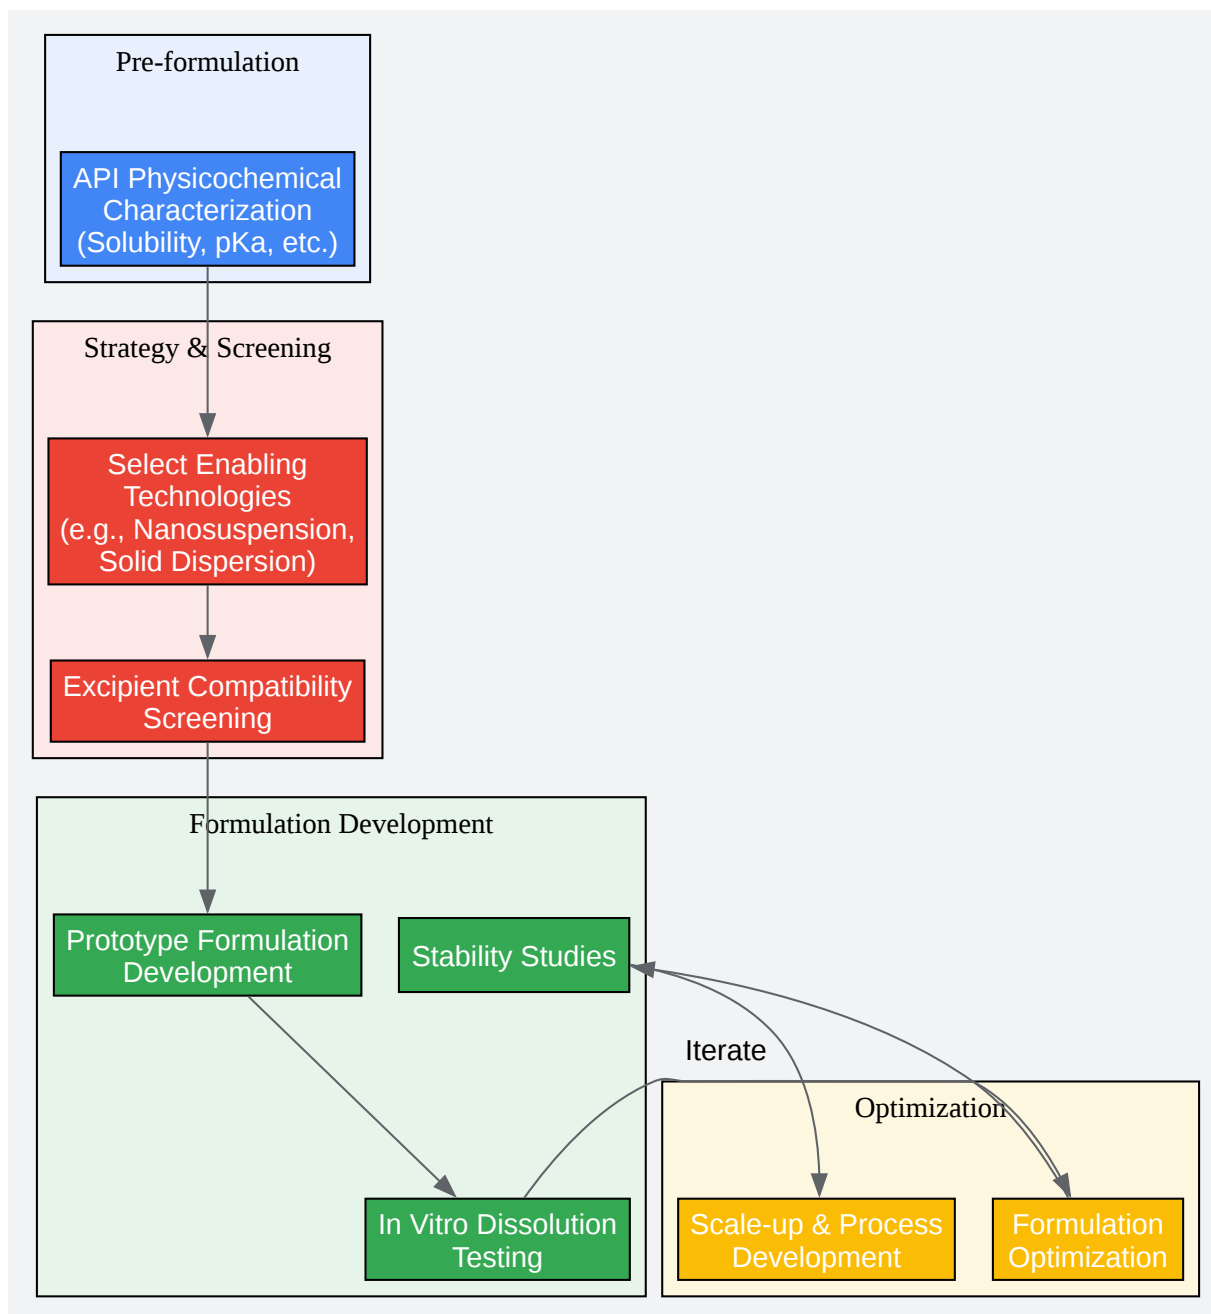 Pre-formulation
API Physicochemical
Characterization
(Solubility, pKa, etc.)
Strategy & Screening
Select Enabling
Technologies
(e.g., Nanosuspension,
Solid Dispersion)
Excipient Compatibility
Screening
Formulation Development
Prototype Formulation
Development
Stability Studies
Iterate
Optimization
In Vitro Dissolution
Testing
Scale-up & Process
Development
Formulation
Optimization